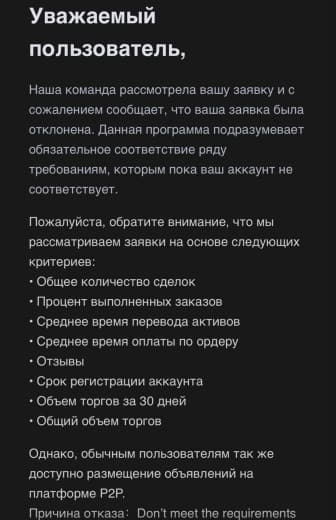 Уважаемый
пользователь,
Наша команда рассмотрела вашу заявку и с
сожалением сообщает, что ваша заявка была
отклонена. Данная программа подразумевает
обязательное соответствие ряду
требованиям, которым пока ваш аккаунт не
соответствует.
Пожалуйста, обратите внимание, что мы
рассматриваем заявки на основе следующих
критериев:
• Общее количество сделок
• Процент выполненных заказов
• Среднее время перевода активов
• Среднее время оплаты по ордеру
• Отзывы
• Срок регистрации аккаунта
• Объем торгов за 30 дней
• Общий объем торгов
Однако, обычным пользователям так же
доступно размещение объявлений на
платформе P2P.
Причина отказа: Don't meet the requirements